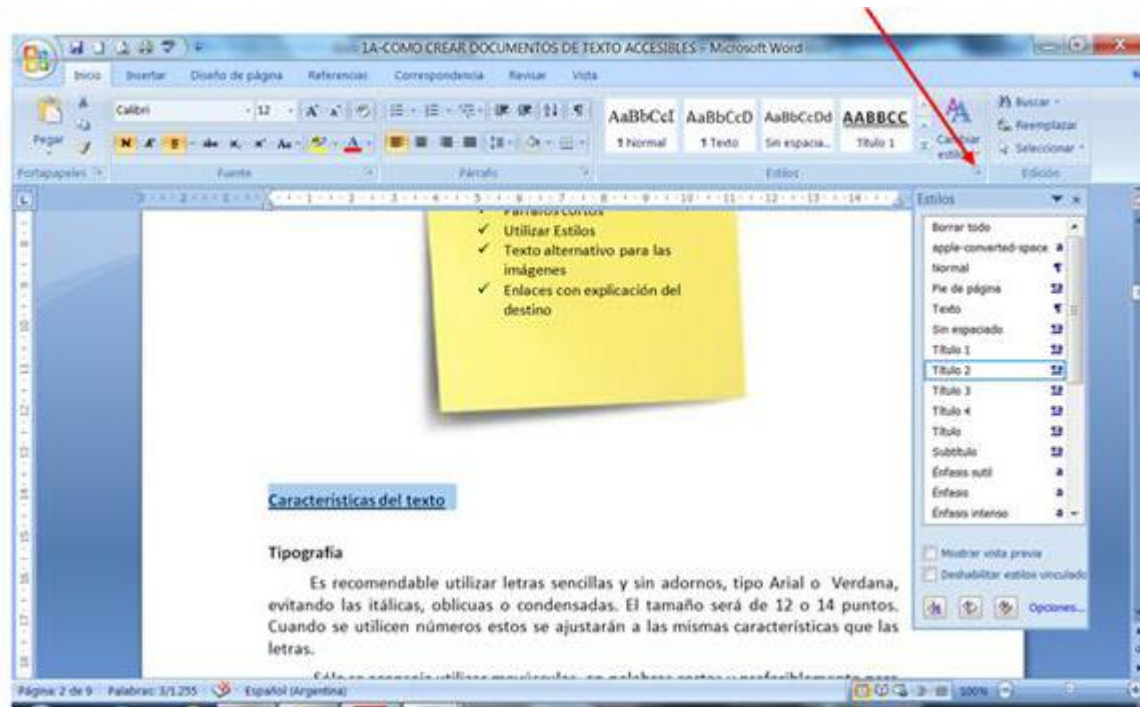 1A-COMO CREAR DOCUMENTOS DE TEXTO ACCESIBLES - Microsoft Word
Inicio Insertar Diseño de página Referencias Correspondencia Revisar Vista
Calibri 12
Pegar
AaBbCcI AaBbCcD AaBbCcDd AABBCC
¶ Normal ¶ Texto Sin espacia... Título 1
Cambiar estilos
Buscar
Reemplazar
Seleccionar
Portapapeles Fuente Párrafo Estilos Edición
Párrafos cortos
✓ Utilizar Estilos
✓ Texto alternativo para las
imágenes
✓ Enlaces con explicación del
destino
Características del texto
Tipografía
Es recomendable utilizar letras sencillas y sin adornos, tipo Arial o Verdana,
evitando las itálicas, oblicuas o condensadas. El tamaño será de 12 o 14 puntos.
Cuando se utilicen números estos se ajustarán a las mismas características que las
letras.
Estilos
Borrar todo
apple-converted-space a
Normal ¶
Pie de página
Texto ¶
Sin espaciado
Título 1
Título 2
Título 3
Título 4
Título
Subtítulo
Énfasis sutil a
Énfasis a
Énfasis intenso a
Mostrar vista previa
Deshabilitar estilos vinculado
Opciones...
Página: 2 de 9 Palabras: 3/1.255 Español (Argentina) 100%